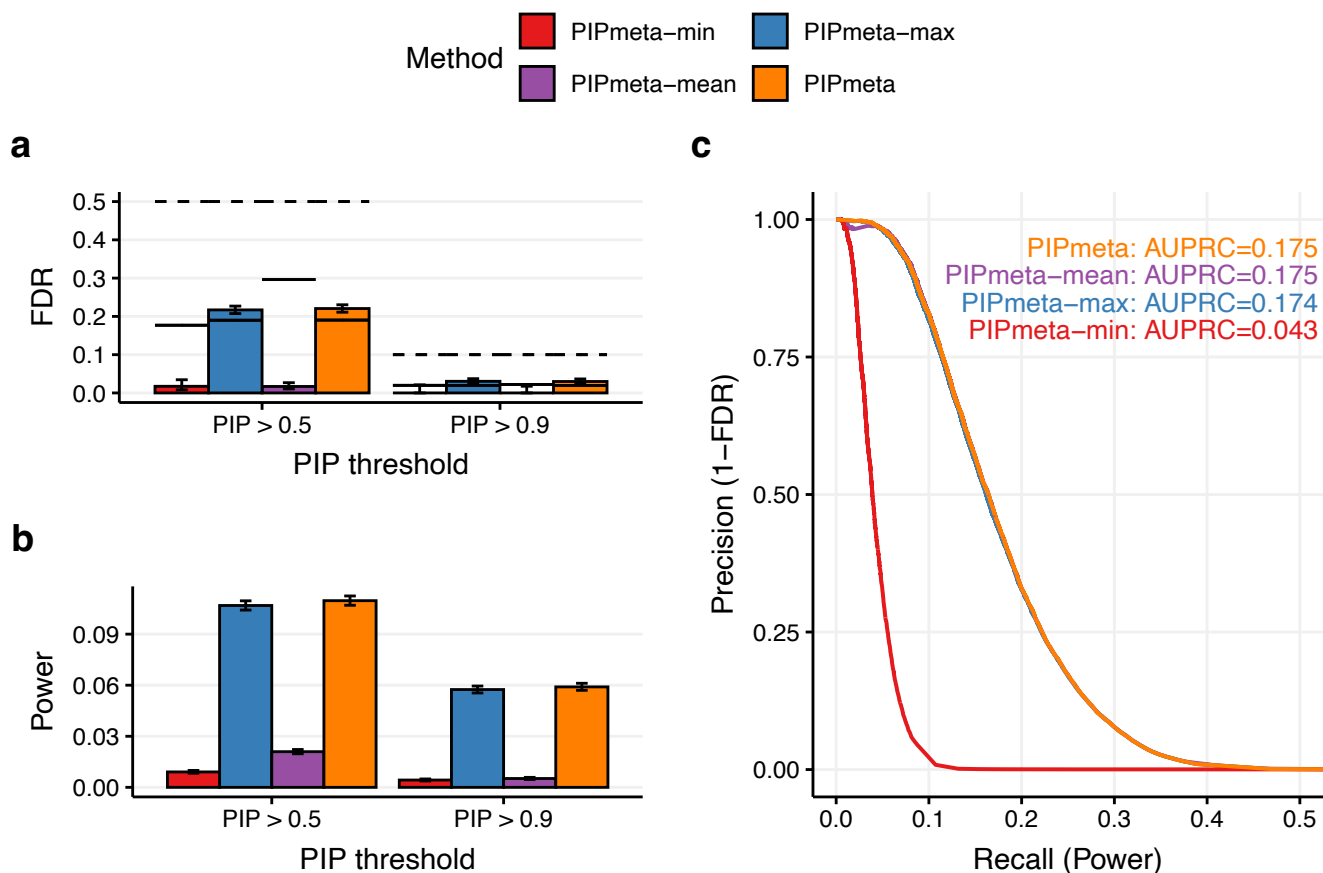 Method
PIPmeta−min
PIPmeta−max
PIPmeta−mean
PIPmeta
a
FDR
0.5
0.4
0.3
0.2
0.1
0.0
PIP > 0.5
PIP > 0.9
PIP threshold
b
Power
0.09
0.06
0.03
0.00
PIP > 0.5
PIP > 0.9
PIP threshold
c
Precision (1−FDR)
1.00
0.75
0.50
0.25
0.00
PIPmeta: AUPRC=0.175
PIPmeta-mean: AUPRC=0.175
PIPmeta-max: AUPRC=0.174
PIPmeta-min: AUPRC=0.043
0.0 0.1 0.2 0.3 0.4 0.5
Recall (Power)